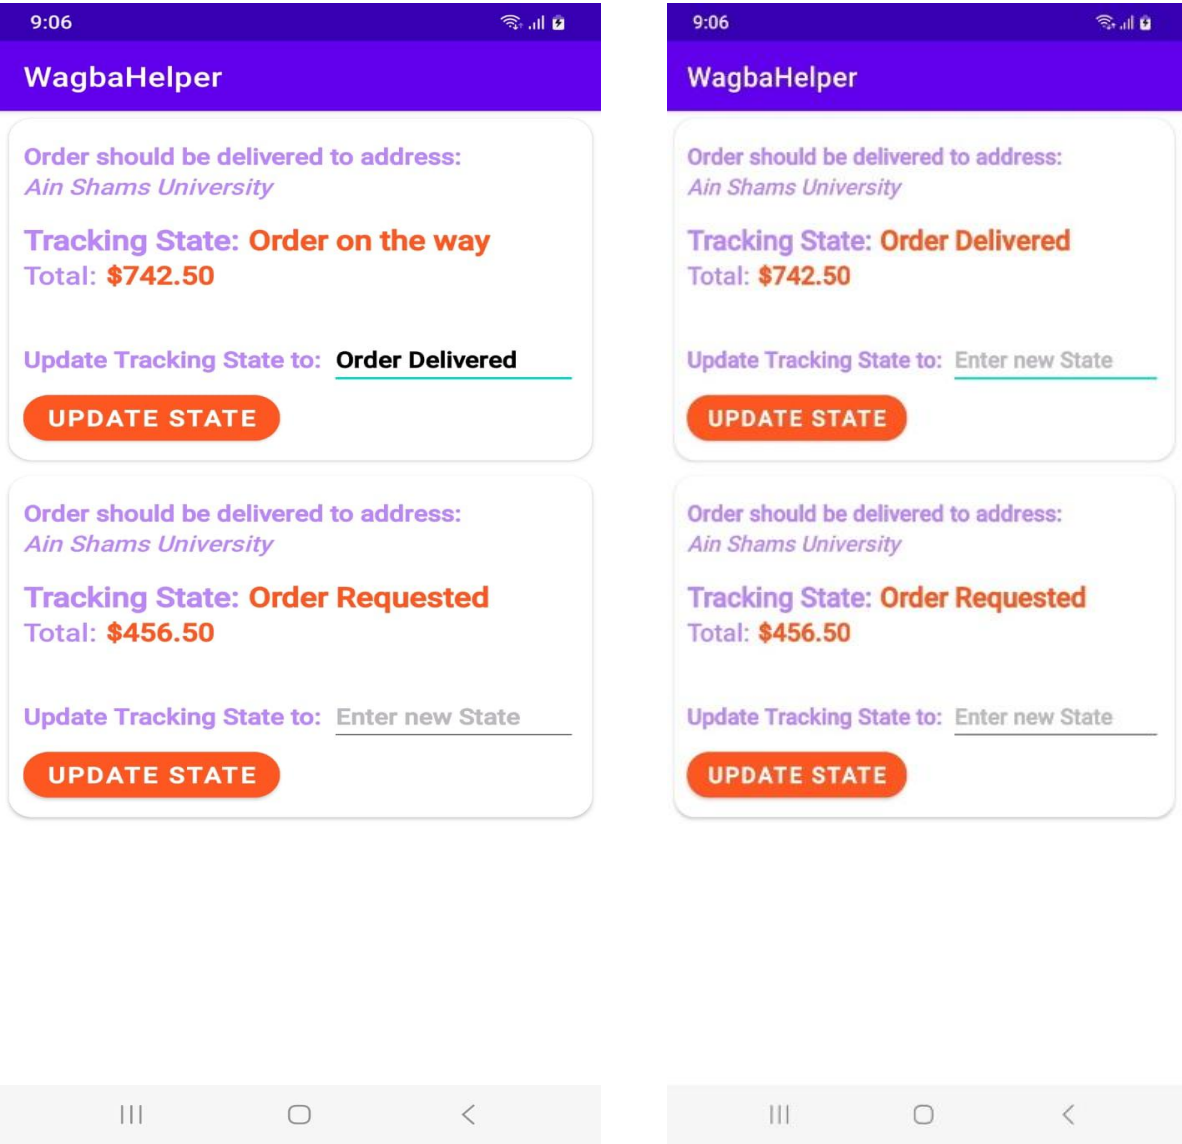 9:06
WagbaHelper
Order should be delivered to address:
Ain Shams University
Tracking State: Order on the way
Total: $742.50
Update Tracking State to: Order Delivered
UPDATE STATE
Order should be delivered to address:
Ain Shams University
Tracking State: Order Requested
Total: $456.50
Update Tracking State to: Enter new State
UPDATE STATE
9:06
WagbaHelper
Order should be delivered to address:
Ain Shams University
Tracking State: Order Delivered
Total: $742.50
Update Tracking State to: Enter new State
UPDATE STATE
Order should be delivered to address:
Ain Shams University
Tracking State: Order Requested
Total: $456.50
Update Tracking State to: Enter new State
UPDATE STATE